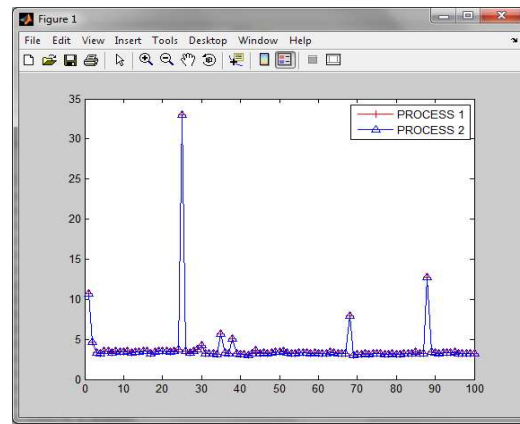 Figure 1
File Edit View Insert Tools Desktop Window Help
35
30
25
20
15
10
5
0
0 10 20 30 40 50 60 70 80 90 100
PROCESS 1
PROCESS 2